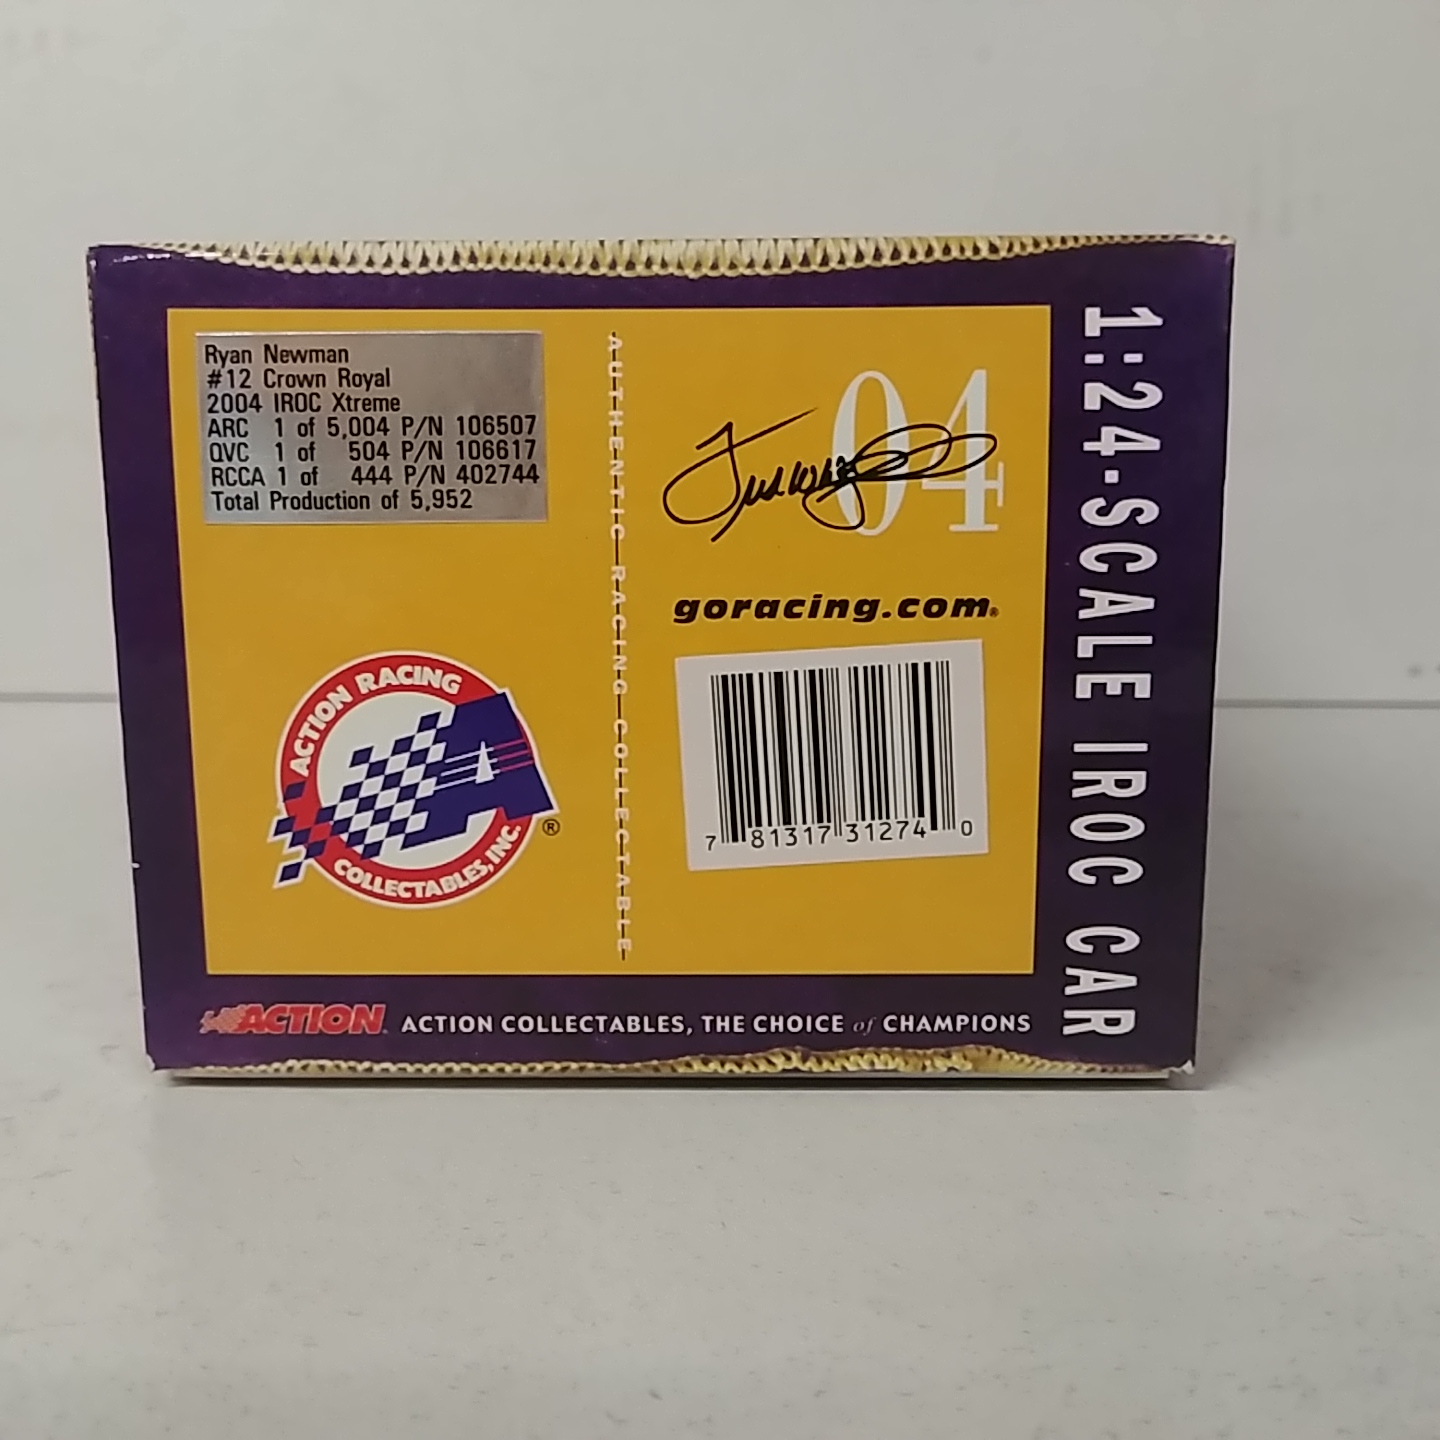 Ryan Newman
#12 Crown Royal
2004 IROC Xtreme
ARC 1 of 5,004 P/N 106507
QVC 1 of 504 P/N 106617
RCCA 1 of 444 P/N 402744
Total Production of 5,952
AUTHENTIC RACING COLLECTABLE
04
goracing.com®
7 81317 31274 0
ACTION RACING
COLLECTABLES, INC.
®
ACTION
ACTION COLLECTABLES, THE CHOICE of CHAMPIONS
1:24-SCALE IROC CAR